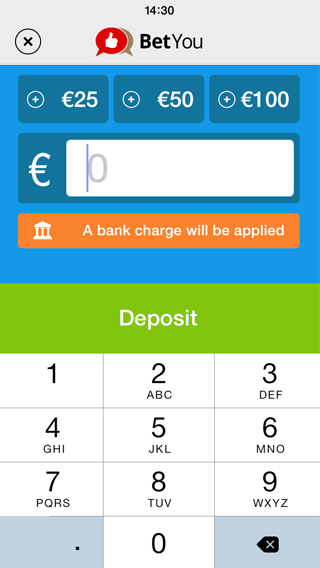 14:30
BetYou
€25 €50 €100
€ 0
A bank charge will be applied
Deposit
1 2 3
ABC DEF
4 5 6
GHI JKL MNO
7 8 9
PQRS TUV WXYZ
. 0